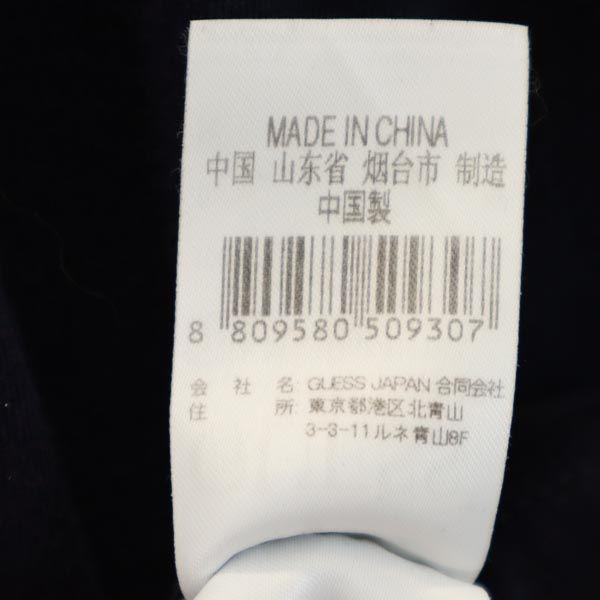 MADE IN CHINA
中国 山东省 烟台市 制造
中国製
8 809580 509307
会 社 名: GUESS JAPAN 合同会社
住 所: 東京都港区北青山
3-3-11ルネ青山8F